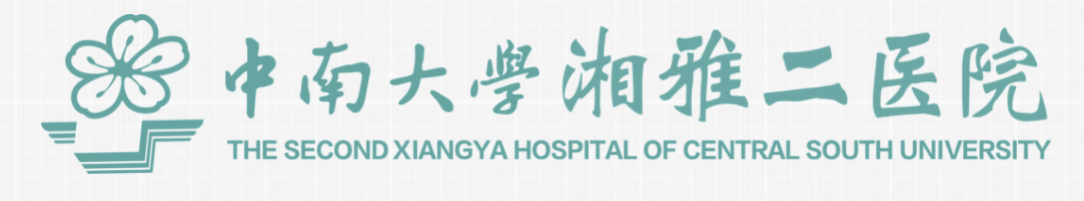 中南大學湘雅二医院
THE SECOND XIANGYA HOSPITAL OF CENTRAL SOUTH UNIVERSITY